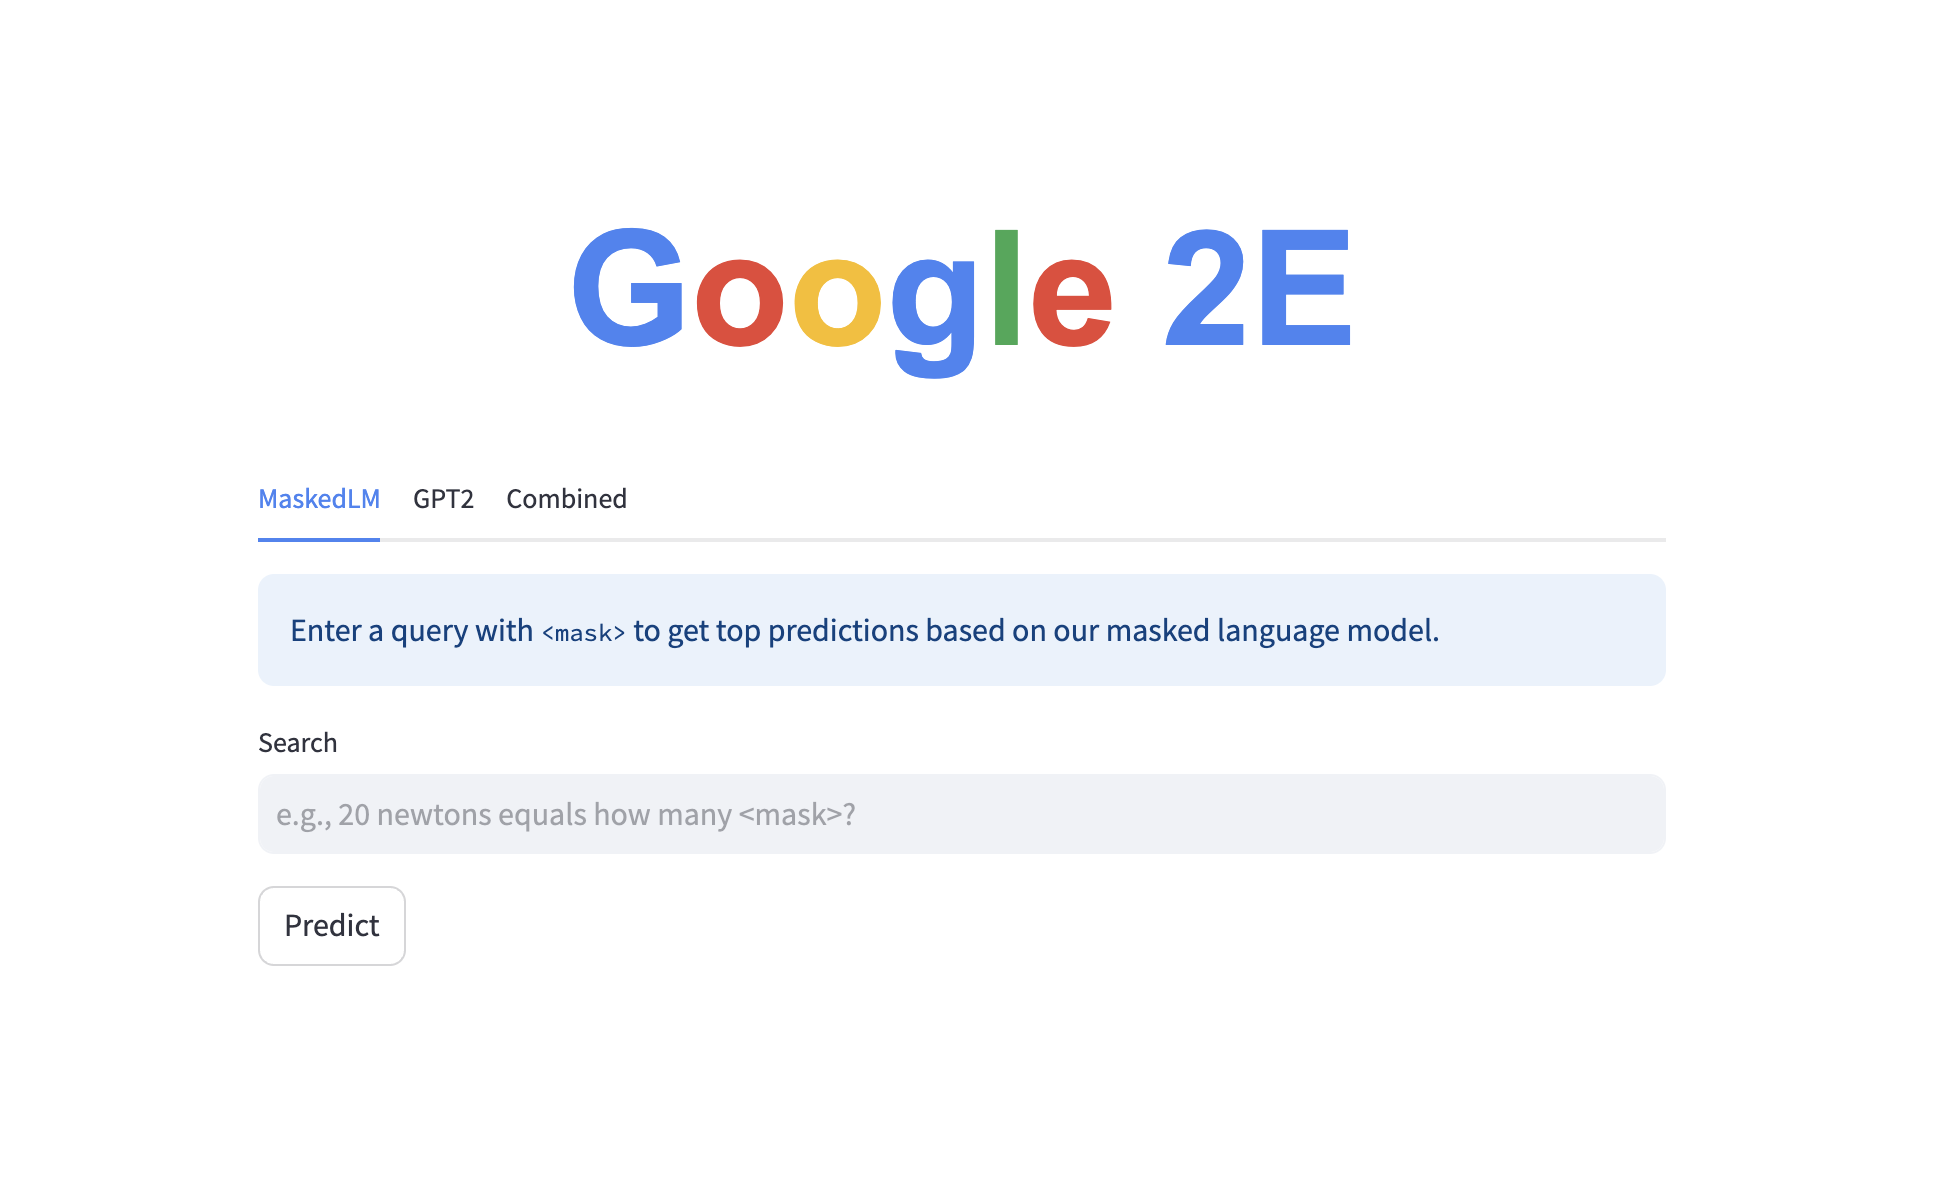 Google 2E
MaskedLM GPT2 Combined
Enter a query with <mask> to get top predictions based on our masked language model.
Search
e.g., 20 newtons equals how many <mask>?
Predict